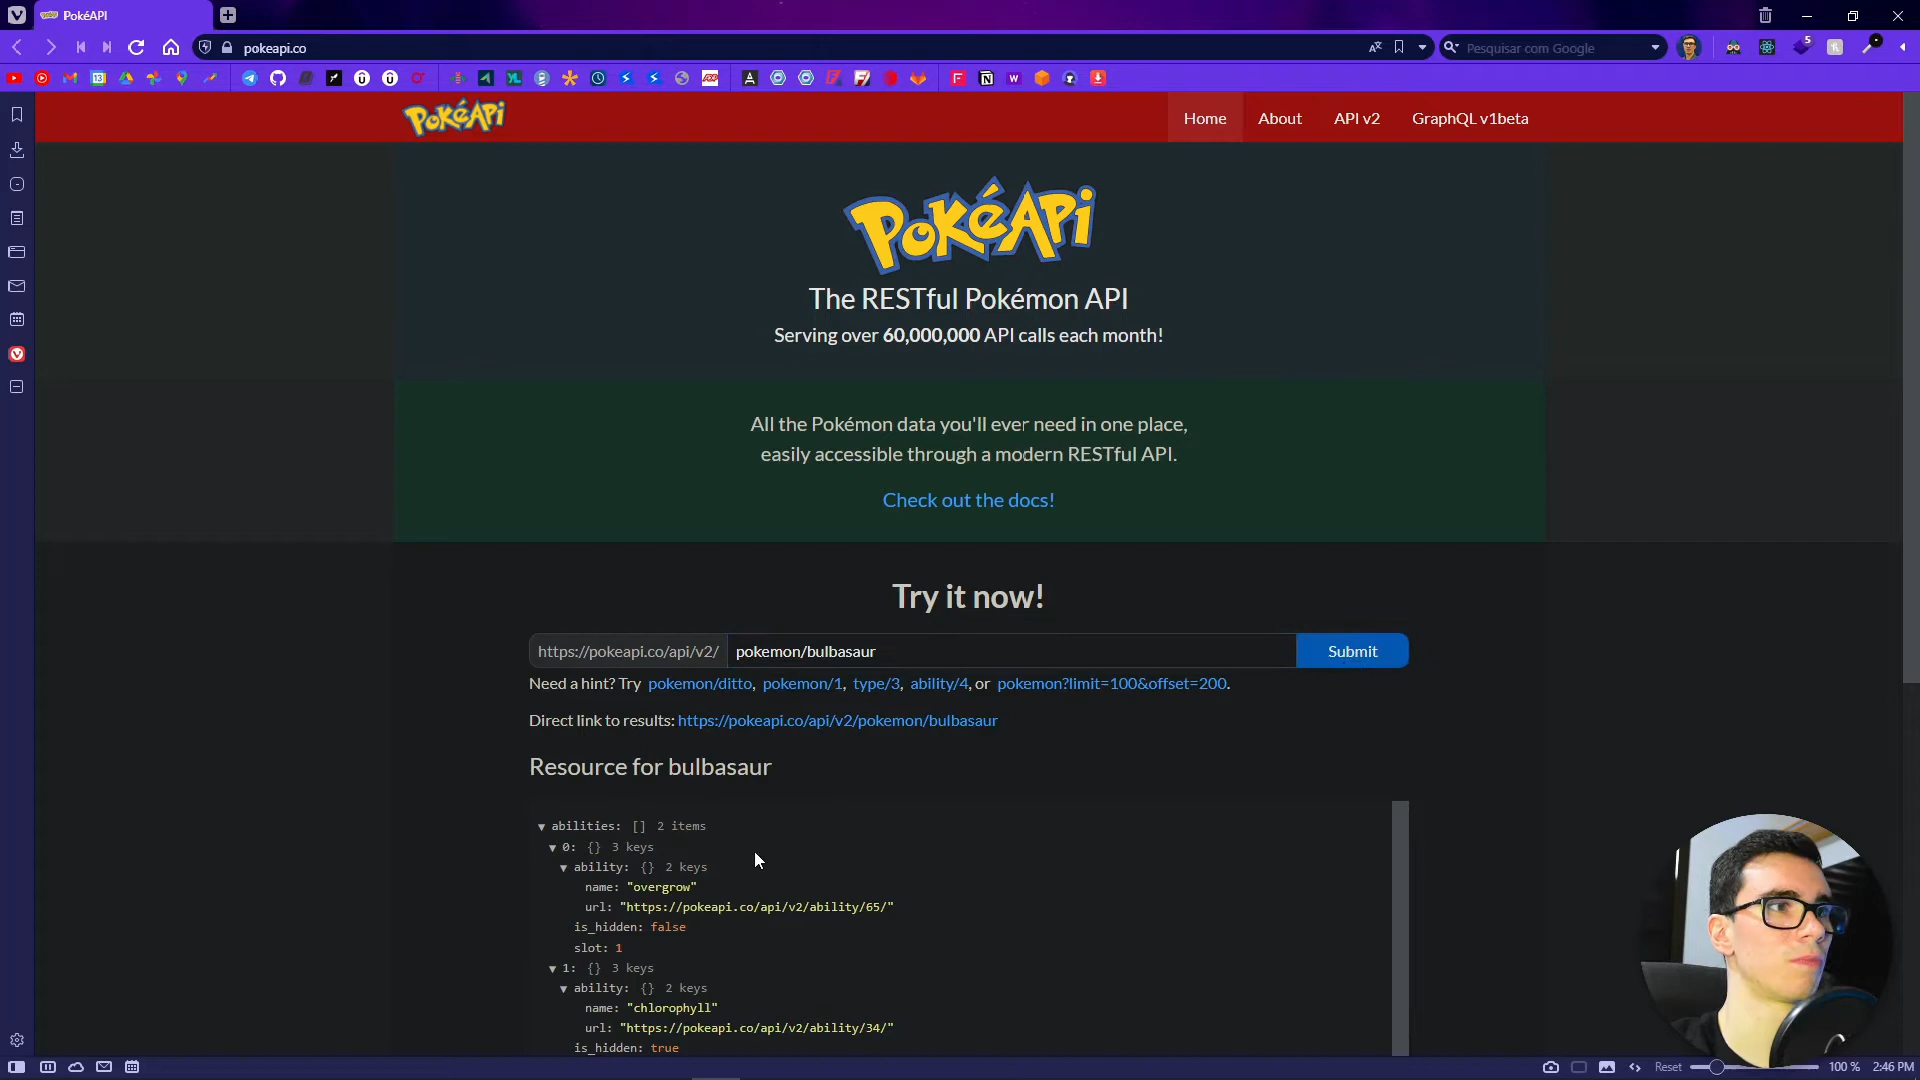 PokéAPI
pokeapi.co
Pesquisar com Google
5
13
PokéAPi
Home
About
API v2
GraphQL v1beta
PokéAPi
The RESTful Pokémon API
Serving over 60,000,000 API calls each month!
All the Pokémon data you'll ever need in one place,
easily accessible through a modern RESTful API.
Check out the docs!
Try it now!
https://pokeapi.co/api/v2/ pokemon/bulbasaur Submit
Need a hint? Try pokemon/ditto, pokemon/1, type/3, ability/4, or pokemon?limit=100&offset=200.
Direct link to results: https://pokeapi.co/api/v2/pokemon/bulbasaur
Resource for bulbasaur
abilities: [] 2 items
0: {} 3 keys
ability: {} 2 keys
name: "overgrow"
url: "https://pokeapi.co/api/v2/ability/65/"
is_hidden: false
slot: 1
1: {} 3 keys
ability: {} 2 keys
name: "chlorophyll"
url: "https://pokeapi.co/api/v2/ability/34/"
is_hidden: true
Reset
100 %
2:46 PM